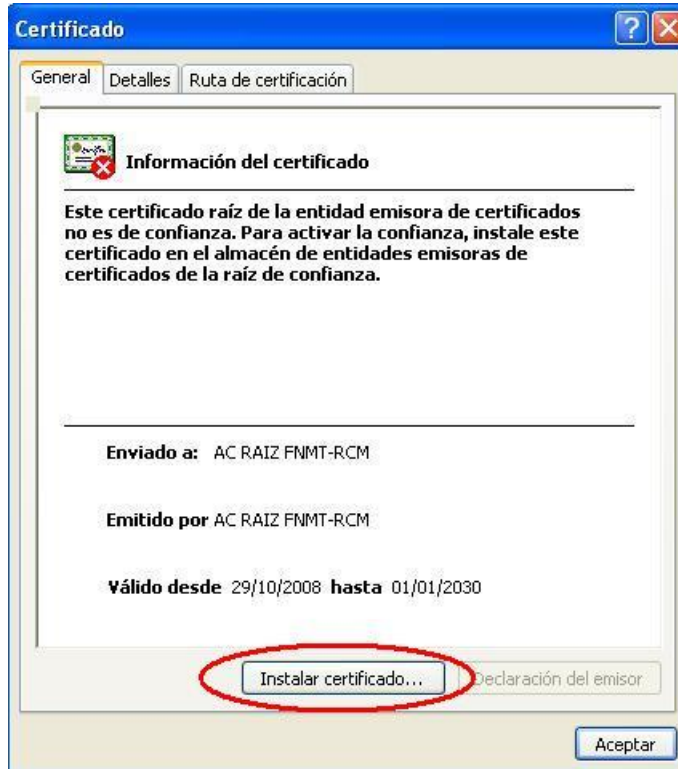 Certificado
General Detalles Ruta de certificación
Información del certificado
Este certificado raíz de la entidad emisora de certificados
no es de confianza. Para activar la confianza, instale este
certificado en el almacén de entidades emisoras de
certificados de la raíz de confianza.
Enviado a: AC RAIZ FNMT-RCM
Emitido por AC RAIZ FNMT-RCM
Válido desde 29/10/2008 hasta 01/01/2030
Instalar certificado... Declaración del emisor
Aceptar